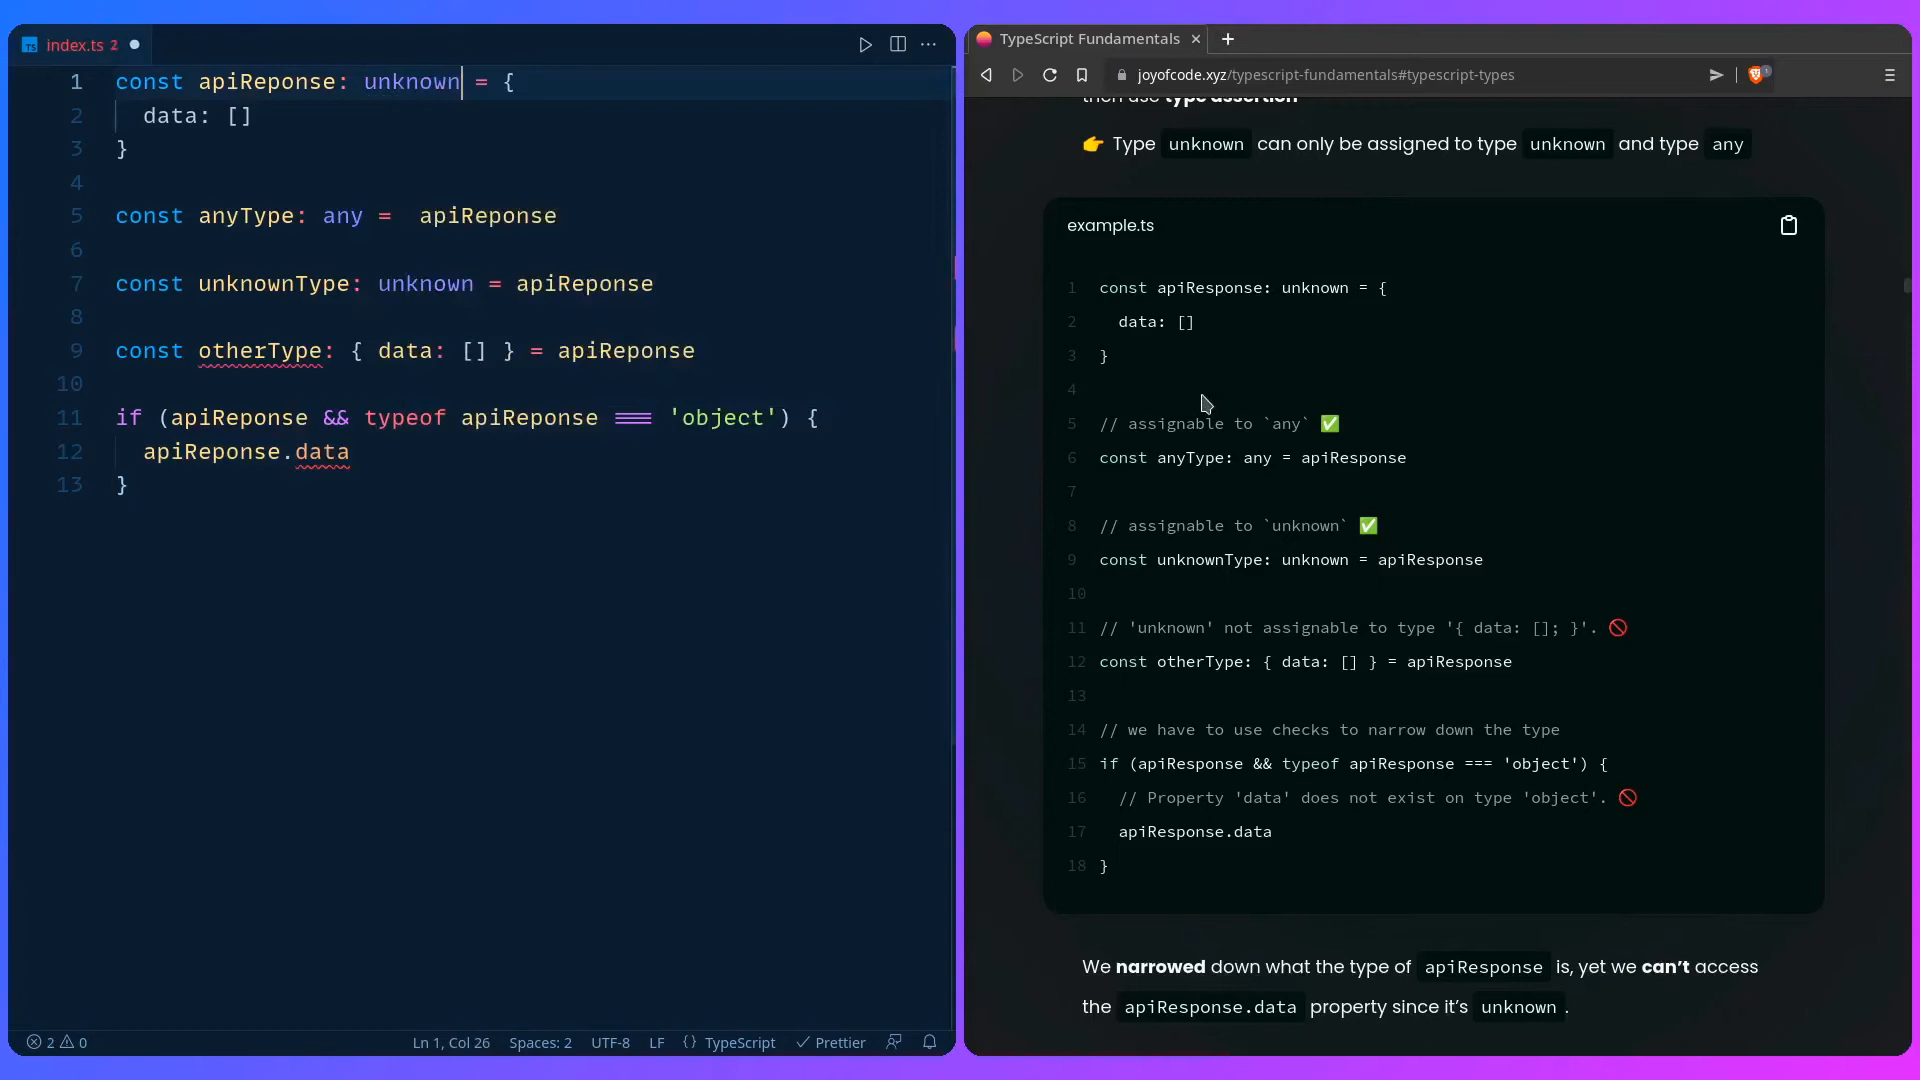 index.ts 2
1 const apiReponse: unknown = {
2 data: []
3 }
4
5 const anyType: any =  apiReponse
6
7 const unknownType: unknown = apiReponse
8
9 const otherType: { data: [] } = apiReponse
10
11 if (apiReponse && typeof apiReponse === 'object') {
12 apiReponse.data
13 }
2 0
Ln 1, Col 26 Spaces: 2 UTF-8 LF {} TypeScript Prettier
TypeScript Fundamentals
joyofcode.xyz/typescript-fundamentals#typescript-types
1
then use type assertion
👉 Type unknown can only be assigned to type unknown and type any
example.ts
1 const apiResponse: unknown = {
2 data: []
3 }
4
5 // assignable to `any` ✅
6 const anyType: any = apiResponse
7
8 // assignable to `unknown` ✅
9 const unknownType: unknown = apiResponse
10
11 // 'unknown' not assignable to type '{ data: []; }'. 🚫
12 const otherType: { data: [] } = apiResponse
13
14 // we have to use checks to narrow down the type
15 if (apiResponse && typeof apiResponse === 'object') {
16 // Property 'data' does not exist on type 'object'. 🚫
17 apiResponse.data
18 }
We narrowed down what the type of apiResponse is, yet we can’t access
the apiResponse.data property since it’s unknown.